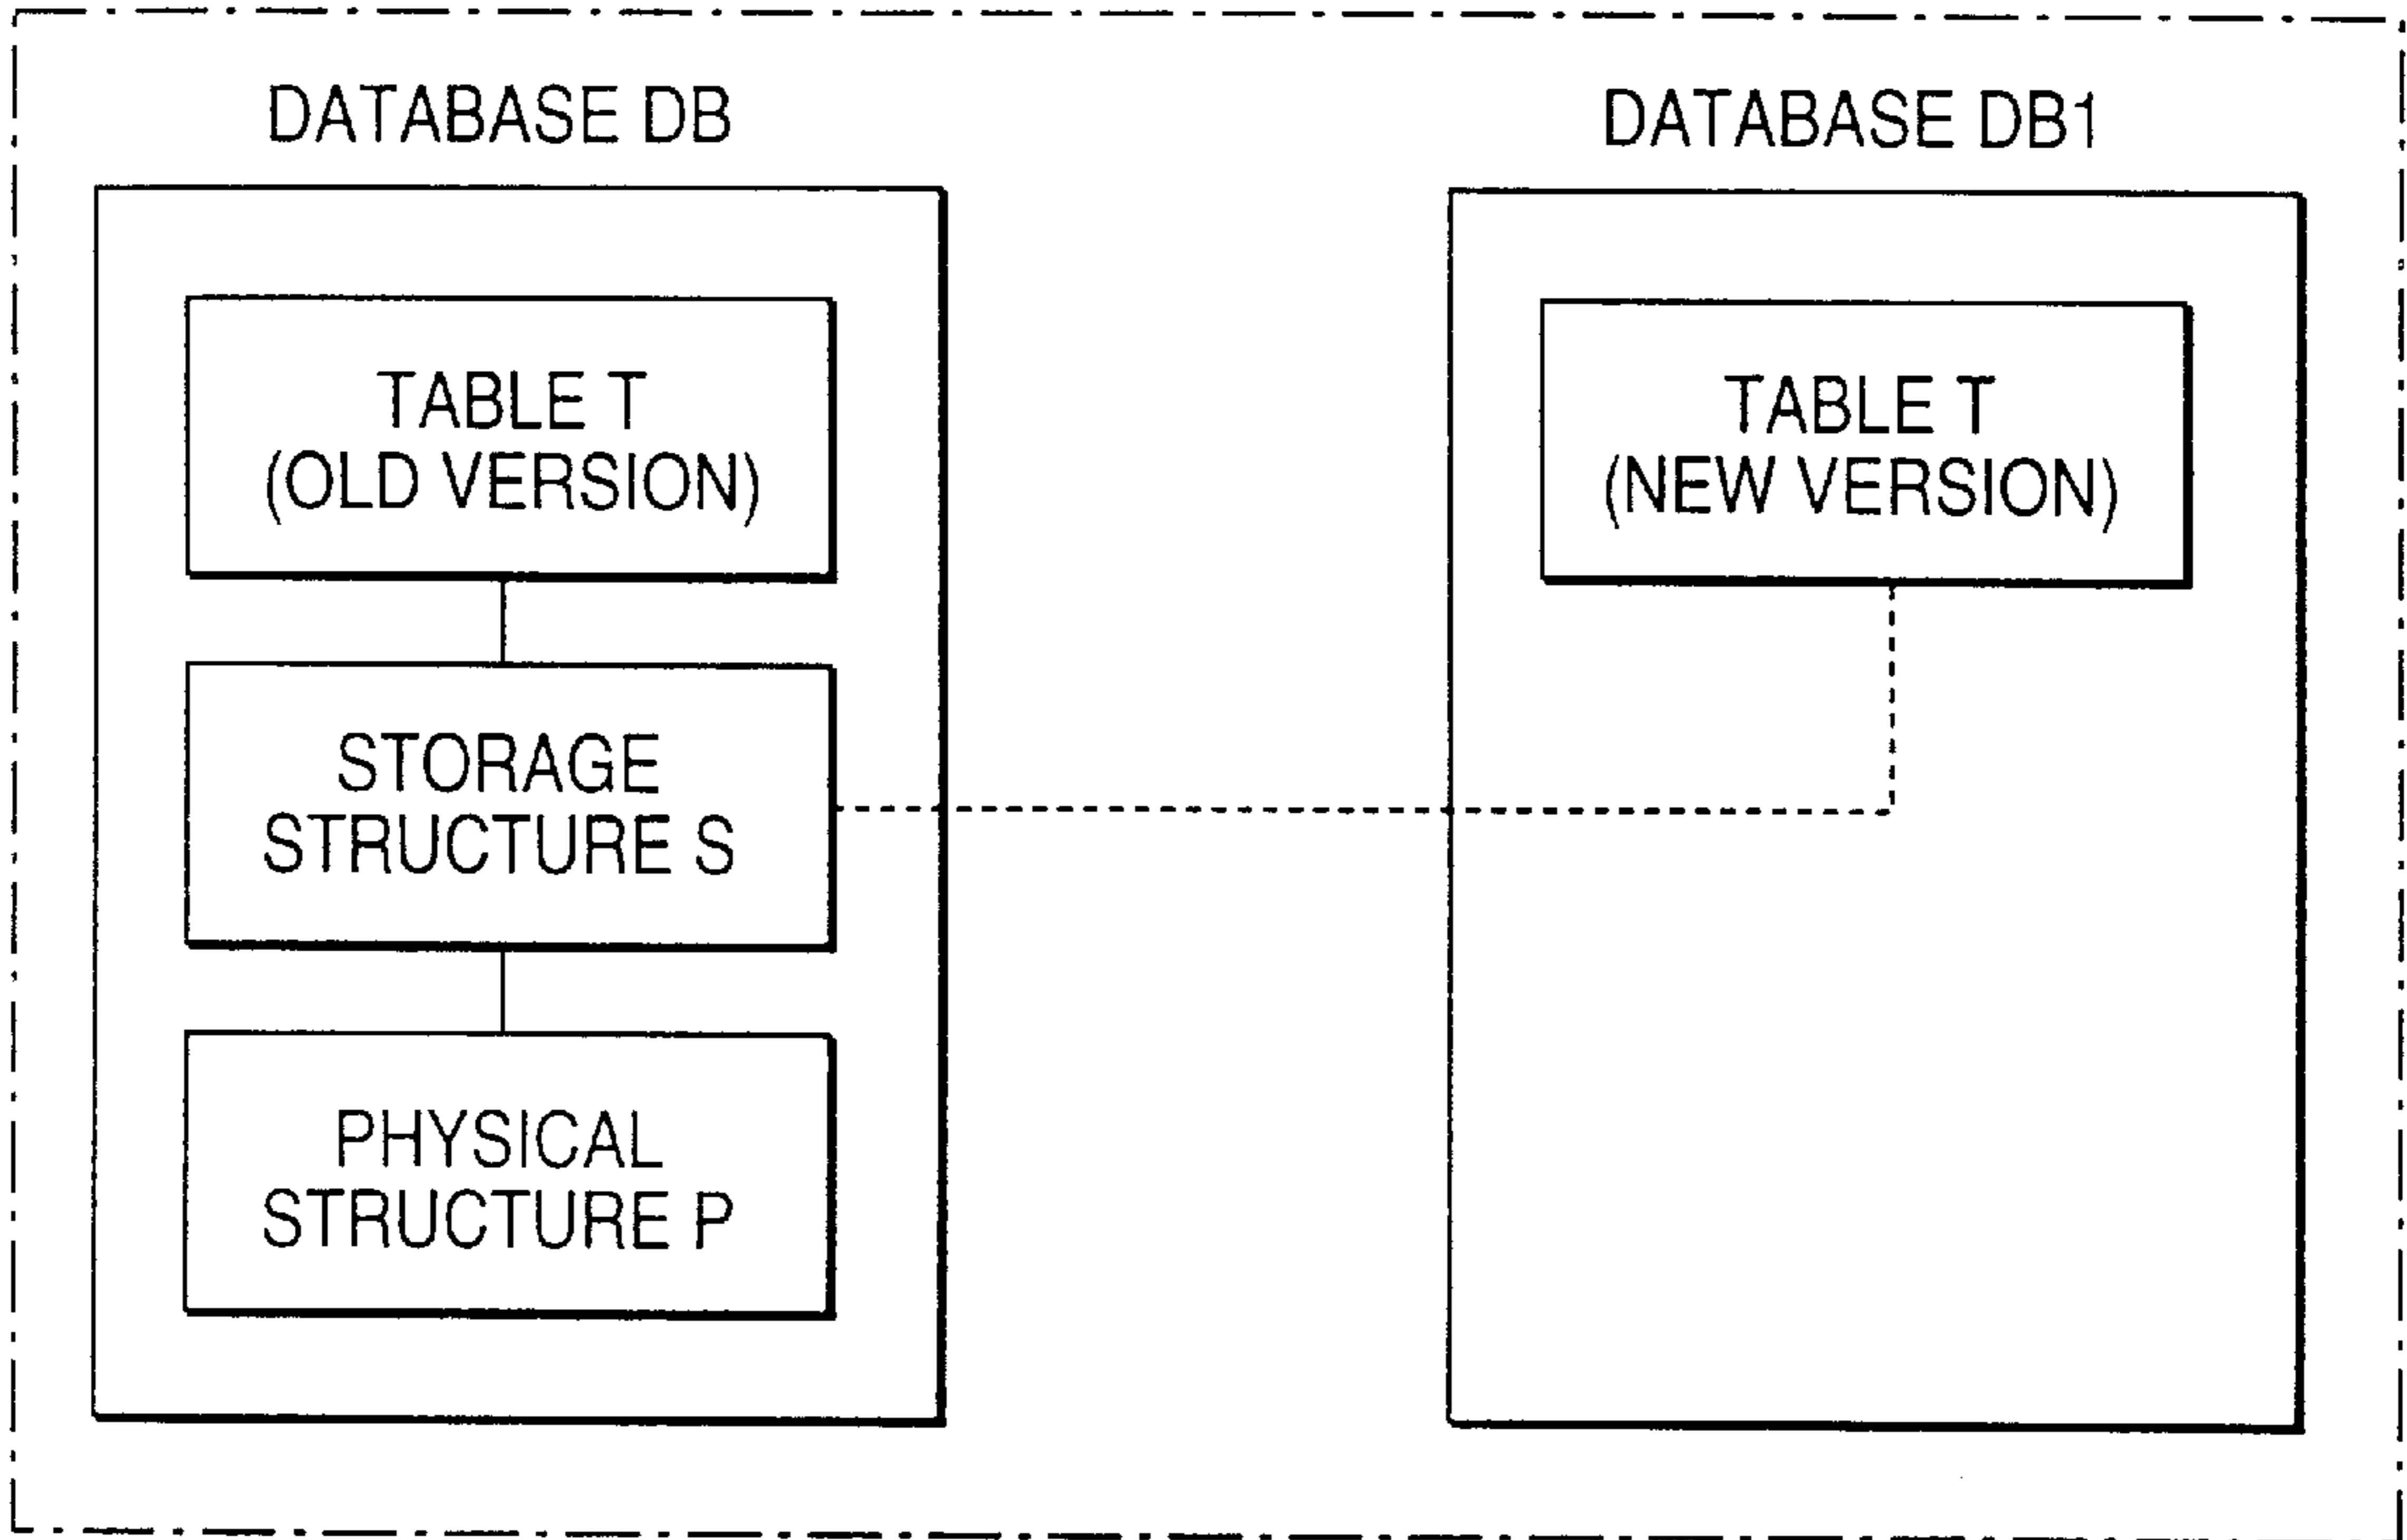 DATABASE DB
TABLE T
(OLD VERSION)
STORAGE
STRUCTURE S
PHYSICAL
STRUCTURE P
DATABASE DB1
TABLE T
(NEW VERSION)